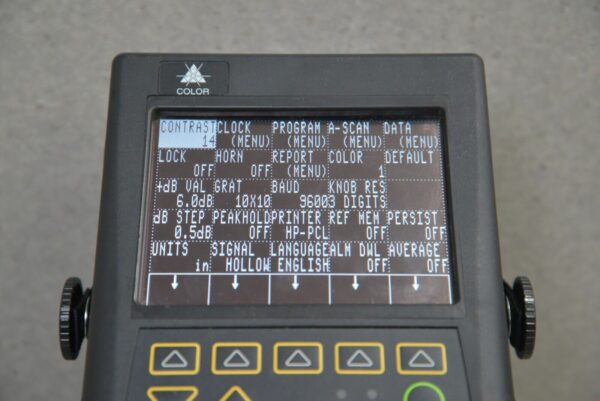 COLOR
CONTRAST CLOCK PROGRAM A-SCAN DATA
14 (MENU) (MENU) (MENU) (MENU)
LOCK HORN REPORT COLOR DEFAULT
OFF OFF (MENU) 1
+dB VAL GRAT BAUD KNOB RES
6.0dB 10X10 9600 3 DIGITS
dB STEP PEAKHOLD PRINTER REF MEM PERSIST
0.5dB OFF HP-PCL OFF OFF
UNITS SIGNAL LANGUAGE ALM DWL AVERAGE
in HOLLOW ENGLISH OFF OFF